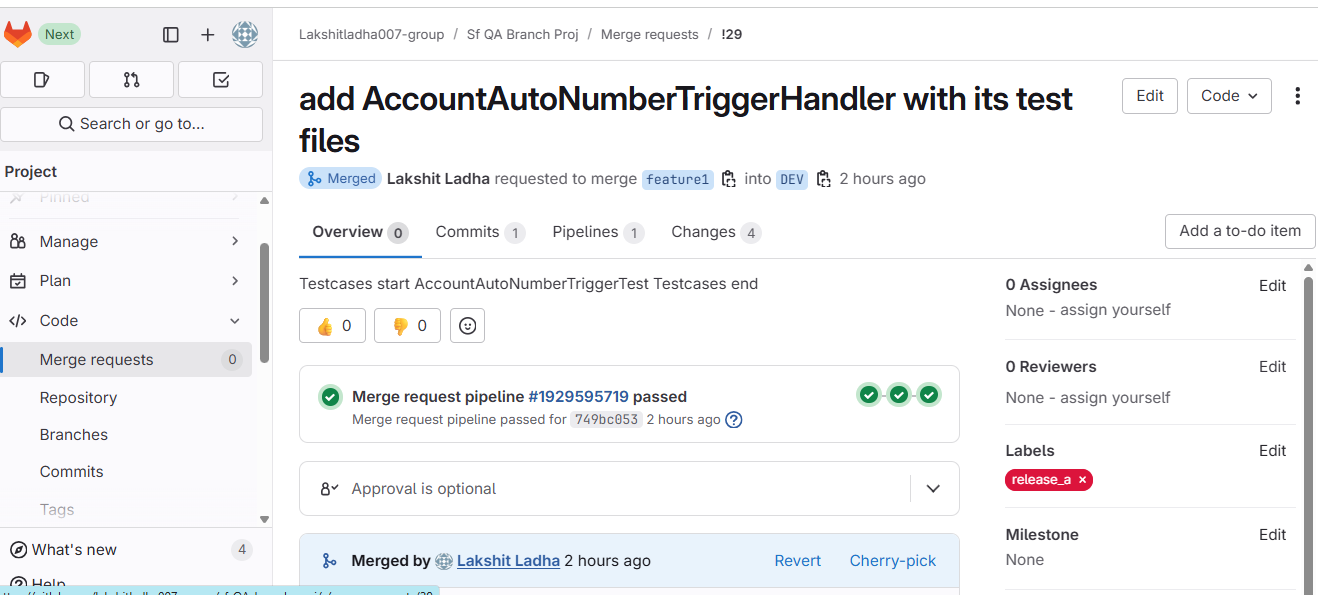 Next
Lakshitladha007-group / Sf QA Branch Proj / Merge requests / !29
Search or go to...
Project
Pinned
Manage
Plan
Code
Merge requests 0
Repository
Branches
Commits
Tags
What's new 4
Help
add AccountAutoNumberTriggerHandler with its test
files
Edit
Code
Merged Lakshit Ladha requested to merge feature1 into DEV 2 hours ago
Overview 0 Commits 1 Pipelines 1 Changes 4
Add a to-do item
Testcases start AccountAutoNumberTriggerTest Testcases end
0 0
Merge request pipeline #1929595719 passed
Merge request pipeline passed for 749bc053 2 hours ago
Approval is optional
Merged by Lakshit Ladha 2 hours ago Revert Cherry-pick
0 Assignees Edit
None - assign yourself
0 Reviewers Edit
None - assign yourself
Labels Edit
release_a ×
Milestone Edit
None